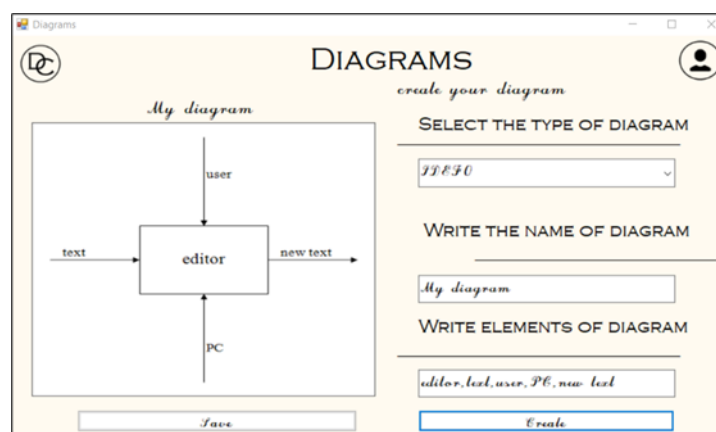 Diagrams
DC
DIAGRAMS
create your diagram
My diagram
SELECT THE TYPE OF DIAGRAM
IDEF0
user
text
editor
new text
PC
WRITE THE NAME OF DIAGRAM
My diagram
WRITE ELEMENTS OF DIAGRAM
editor,text,user,PC,new text
Save
Create